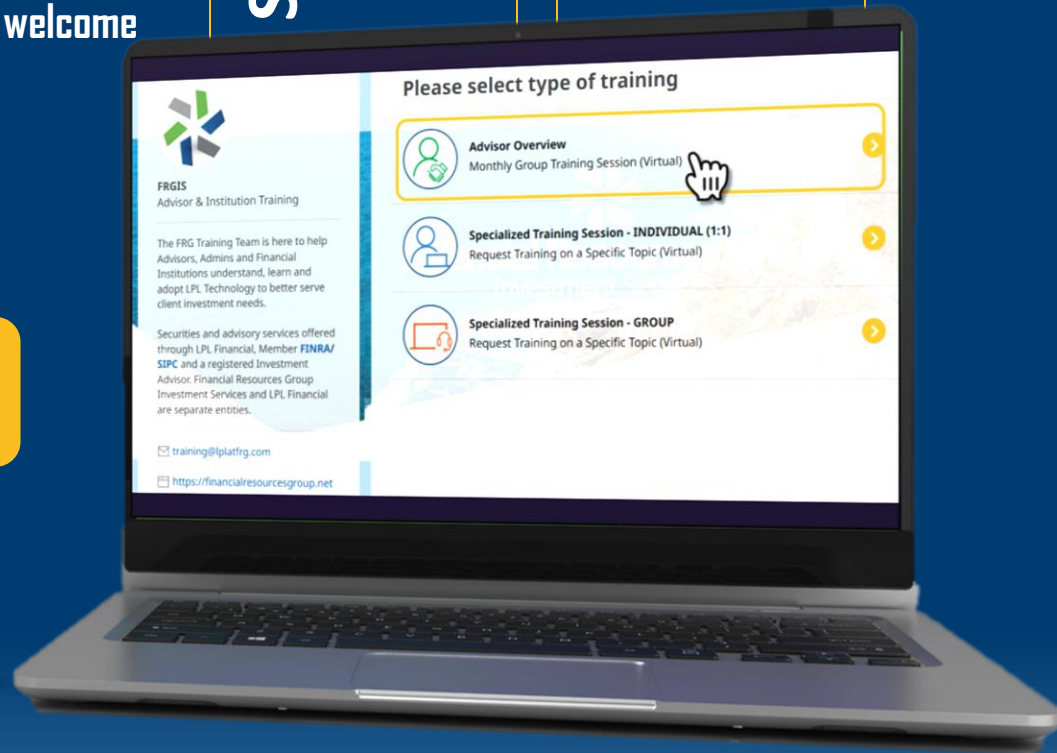 welcome
S
Please select type of training
FRGIS
Advisor & Institution Training
The FRG Training Team is here to help
Advisors, Admins and Financial
Institutions understand, learn and
adopt LPL Technology to better serve
client investment needs.
Securities and advisory services offered
through LPL Financial, Member FINRA/
SIPC and a registered Investment
Advisor. Financial Resources Group
Investment Services and LPL Financial
are separate entities.
training@lplatfrg.com
https://financialresourcesgroup.net
Advisor Overview
Monthly Group Training Session (Virtual)
Specialized Training Session - INDIVIDUAL (1:1)
Request Training on a Specific Topic (Virtual)
Specialized Training Session - GROUP
Request Training on a Specific Topic (Virtual)